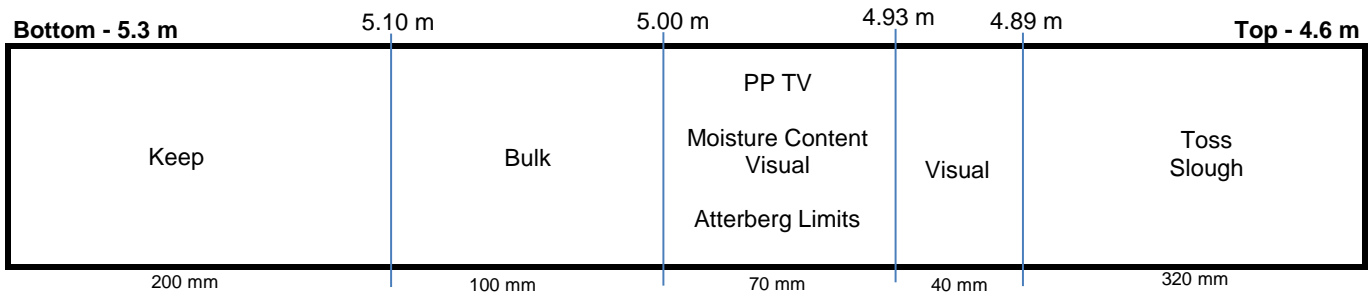 Bottom - 5.3 m
5.10 m
5.00 m
4.93 m
4.89 m
Top - 4.6 m
Keep
Bulk
PP TV
Moisture Content
Visual
Atterberg Limits
Visual
Toss
Slough
200 mm
100 mm
70 mm
40 mm
320 mm